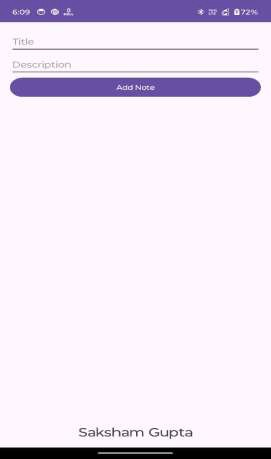 6:09
72%
Title
Description
Add Note
Saksham Gupta